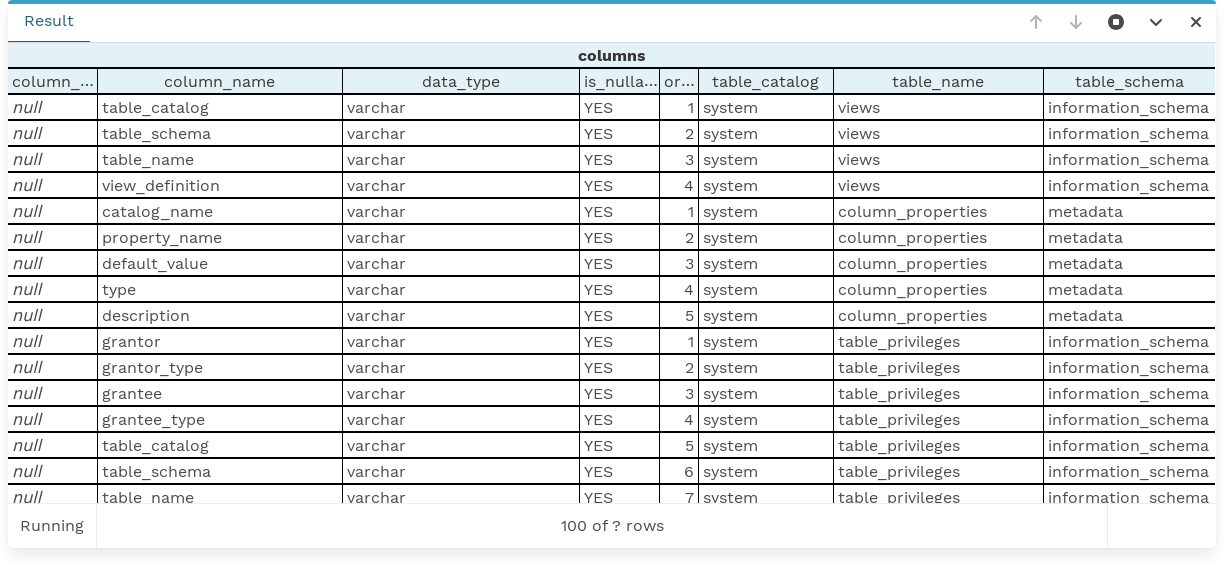 Result
columns
column_... column_name data_type is_nulla... or... table_catalog table_name table_schema
null table_catalog varchar YES 1 system views information_schema
null table_schema varchar YES 2 system views information_schema
null table_name varchar YES 3 system views information_schema
null view_definition varchar YES 4 system views information_schema
null catalog_name varchar YES 1 system column_properties metadata
null property_name varchar YES 2 system column_properties metadata
null default_value varchar YES 3 system column_properties metadata
null type varchar YES 4 system column_properties metadata
null description varchar YES 5 system column_properties metadata
null grantor varchar YES 1 system table_privileges information_schema
null grantor_type varchar YES 2 system table_privileges information_schema
null grantee varchar YES 3 system table_privileges information_schema
null grantee_type varchar YES 4 system table_privileges information_schema
null table_catalog varchar YES 5 system table_privileges information_schema
null table_schema varchar YES 6 system table_privileges information_schema
null table_name varchar YES 7 system table_privileges information_schema
Running 100 of ? rows